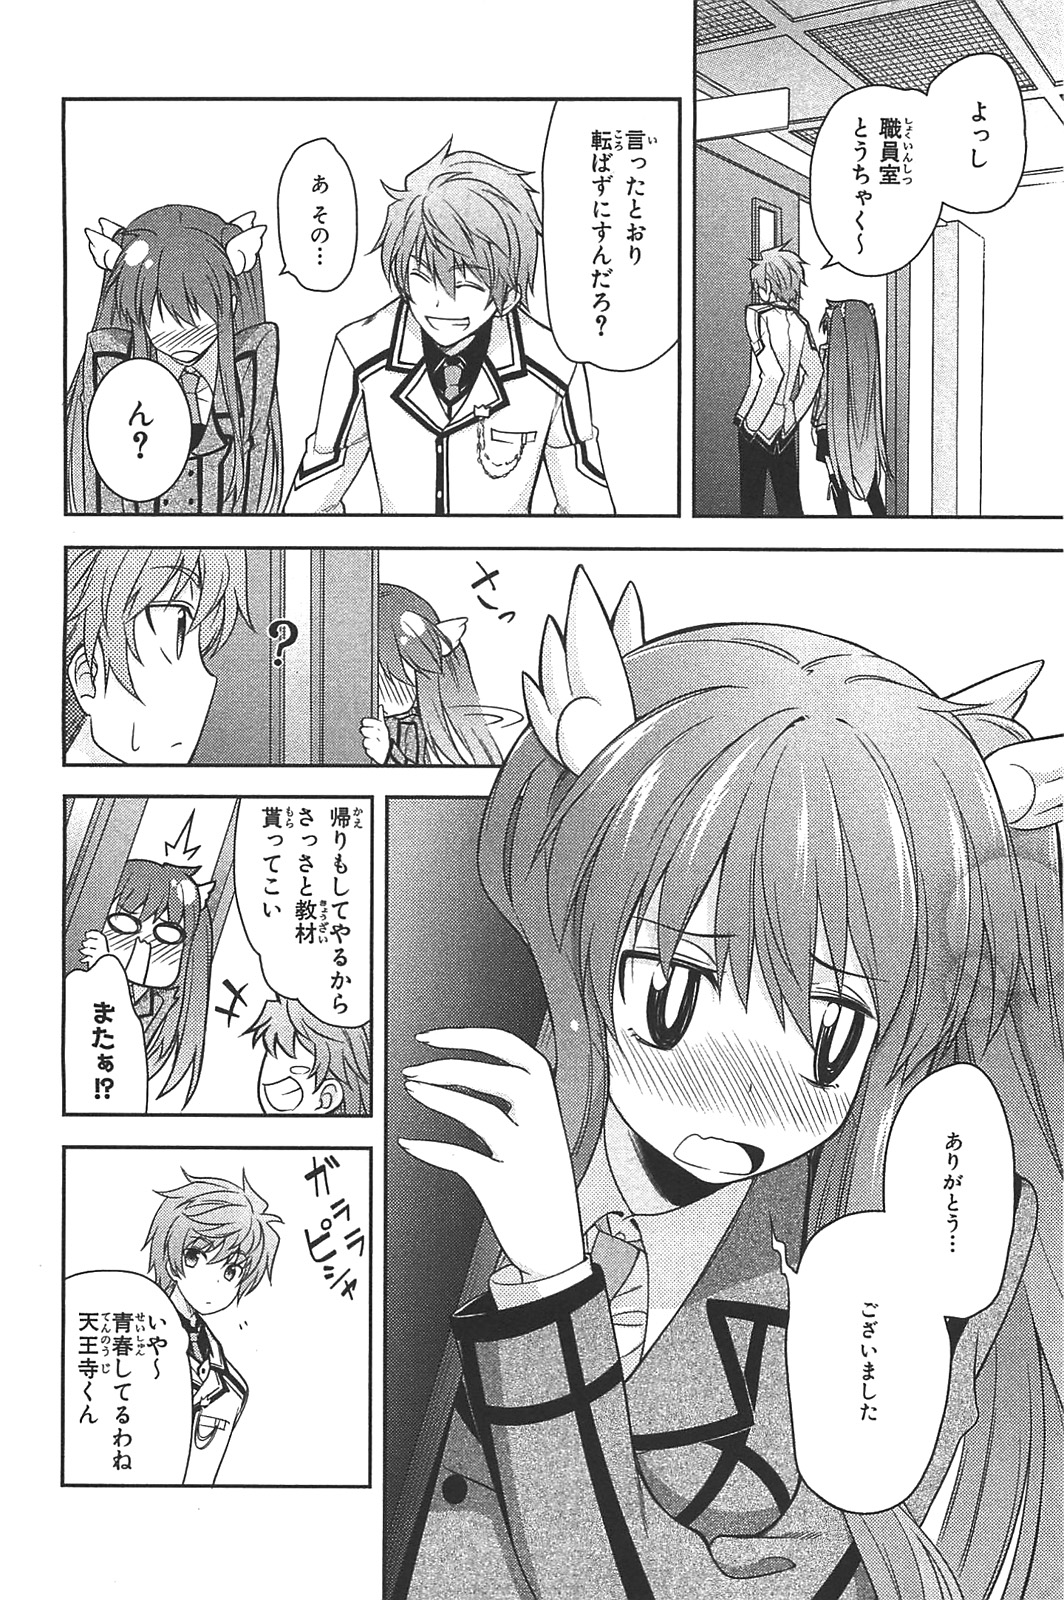 よっし
職員室
とうちゃ〜〜
言ったとおり
転ばずにすんだろ?
あ その…
ん?
さっ
?
ありがとう…
ございました
帰りもしてやるから
さっさと教材
貰ってこい
またぁ!?
ガララララ
ピシャ
いや〜
青春してるわね
天王寺くん